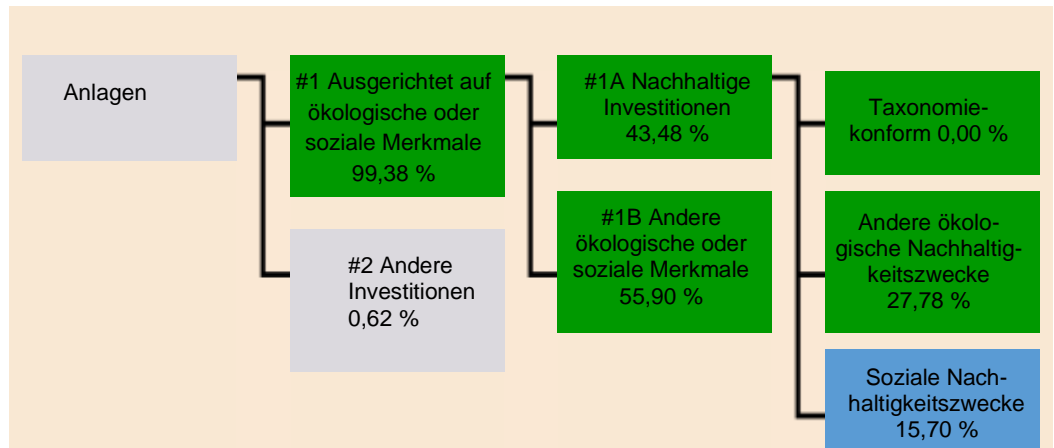 Anlagen
#1 Ausgerichtet auf
ökologische oder
soziale Merkmale
99,38 %
#2 Andere
Investitionen
0,62 %
#1A Nachhaltige
Investitionen
43,48 %
#1B Andere
ökologische oder
soziale Merkmale
55,90 %
Taxonomie-
konform 0,00 %
Andere ökolo-
gische Nachhaltig-
keitszwecke
27,78 %
Soziale Nach-
haltigkeitszwecke
15,70 %